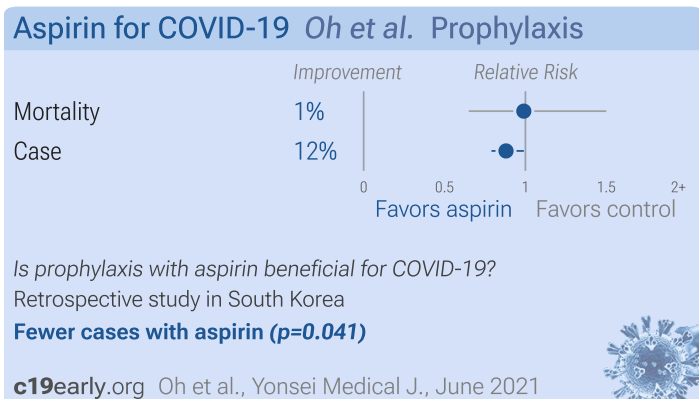 Aspirin for COVID-19 Oh et al. Prophylaxis
Improvement Relative Risk
Mortality 1%
Case 12%
0 0.5 1 1.5 2+
Favors aspirin Favors control
Is prophylaxis with aspirin beneficial for COVID-19?
Retrospective study in South Korea
Fewer cases with aspirin (p=0.041)
c19early.org Oh et al., Yonsei Medical J., June 2021